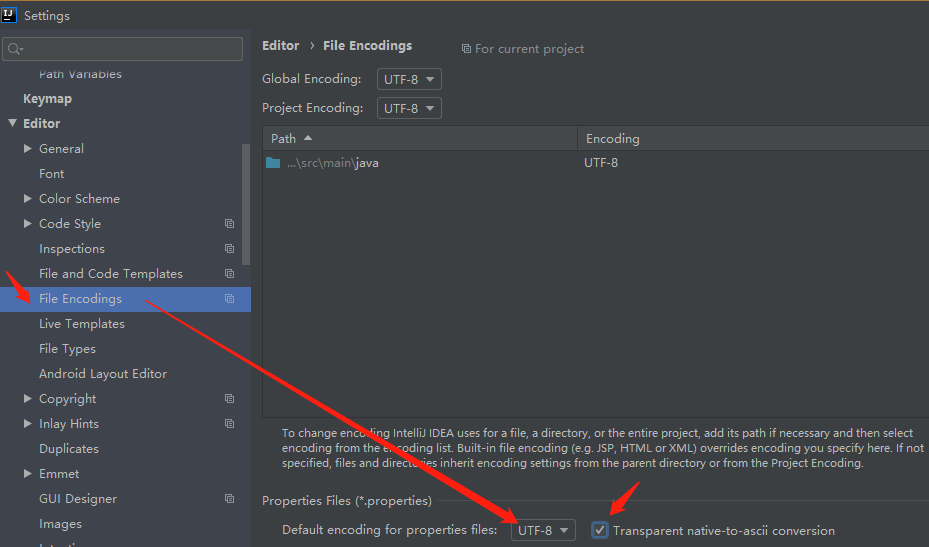 IJ Settings
Path Variables
Keymap
Editor
General
Font
Color Scheme
Code Style
Inspections
File and Code Templates
File Encodings
Live Templates
File Types
Android Layout Editor
Copyright
Inlay Hints
Duplicates
Emmet
GUI Designer
Images
Editor › File Encodings For current project
Global Encoding: UTF-8
Project Encoding: UTF-8
Path Encoding
...\src\main\java UTF-8
To change encoding IntelliJ IDEA uses for a file, a directory, or the entire project, add its path if necessary and then select
encoding from the encoding list. Built-in file encoding (e.g. JSP, HTML or XML) overrides encoding you specify here. If not
specified, files and directories inherit encoding settings from the parent directory or from the Project Encoding.
Properties Files (*.properties)
Default encoding for properties files: UTF-8 Transparent native-to-ascii conversion